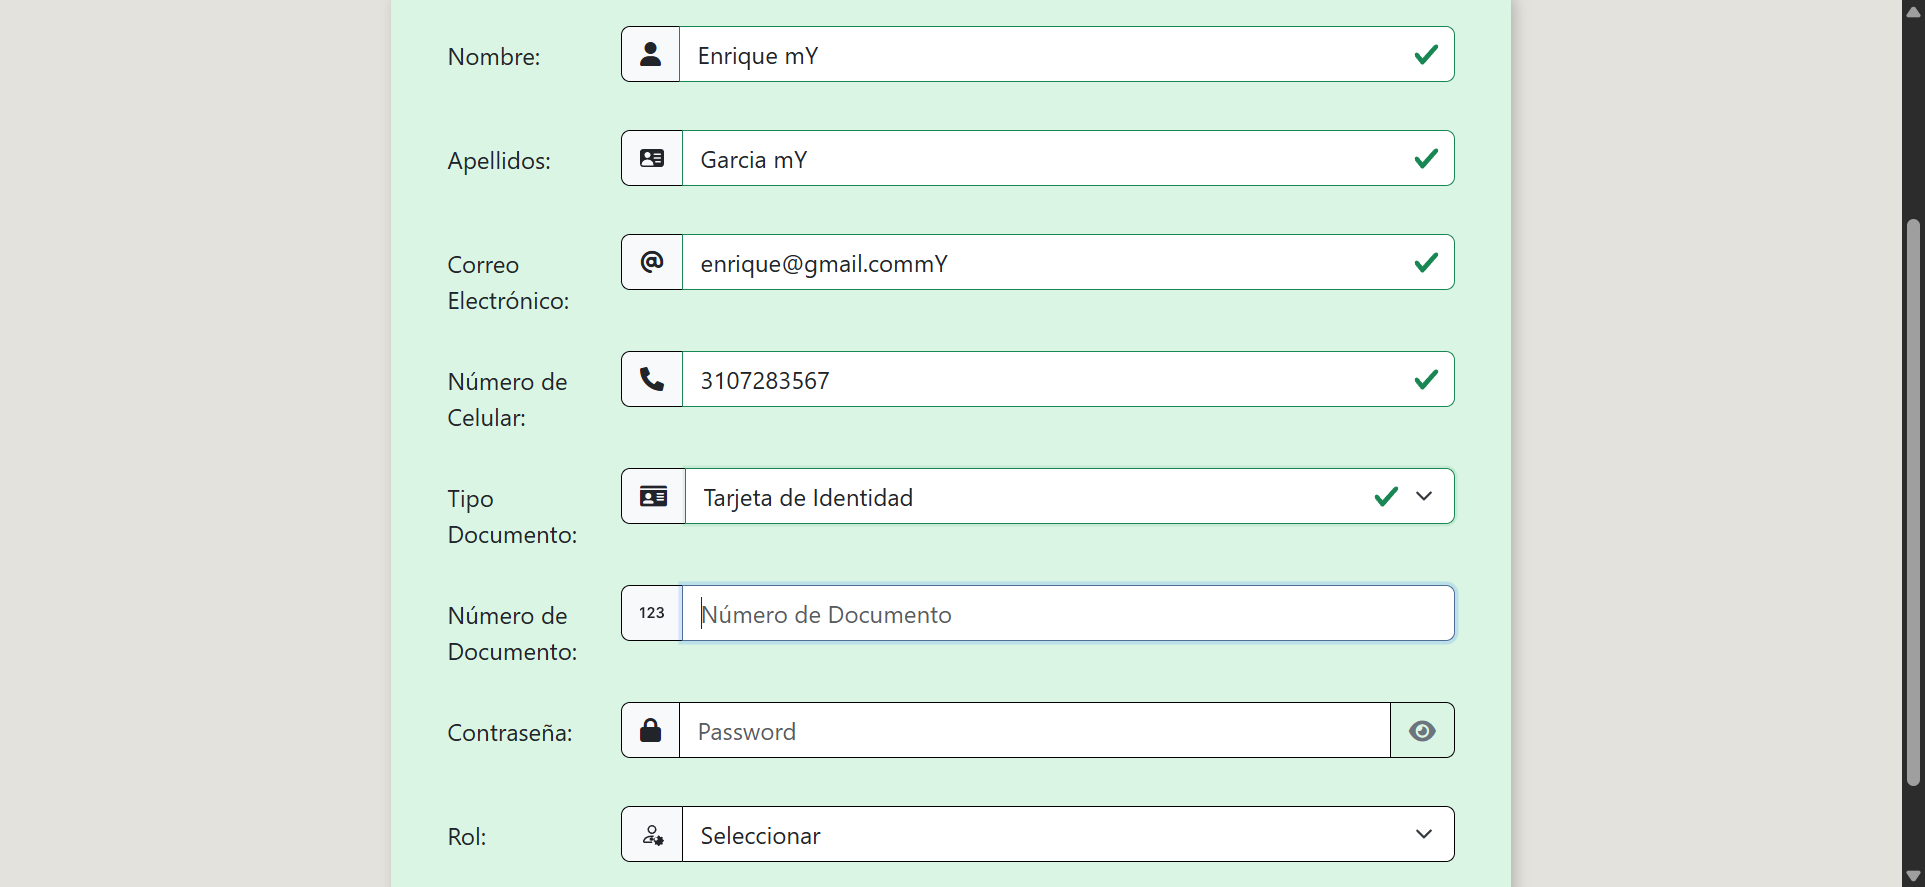 Nombre:
Enrique mY
Apellidos:
Garcia mY
Correo
Electrónico:
enrique@gmail.commY
Número de
Celular:
3107283567
Tipo
Documento:
Tarjeta de Identidad
Número de
Documento:
123
Número de Documento
Contraseña:
Password
Rol:
Seleccionar